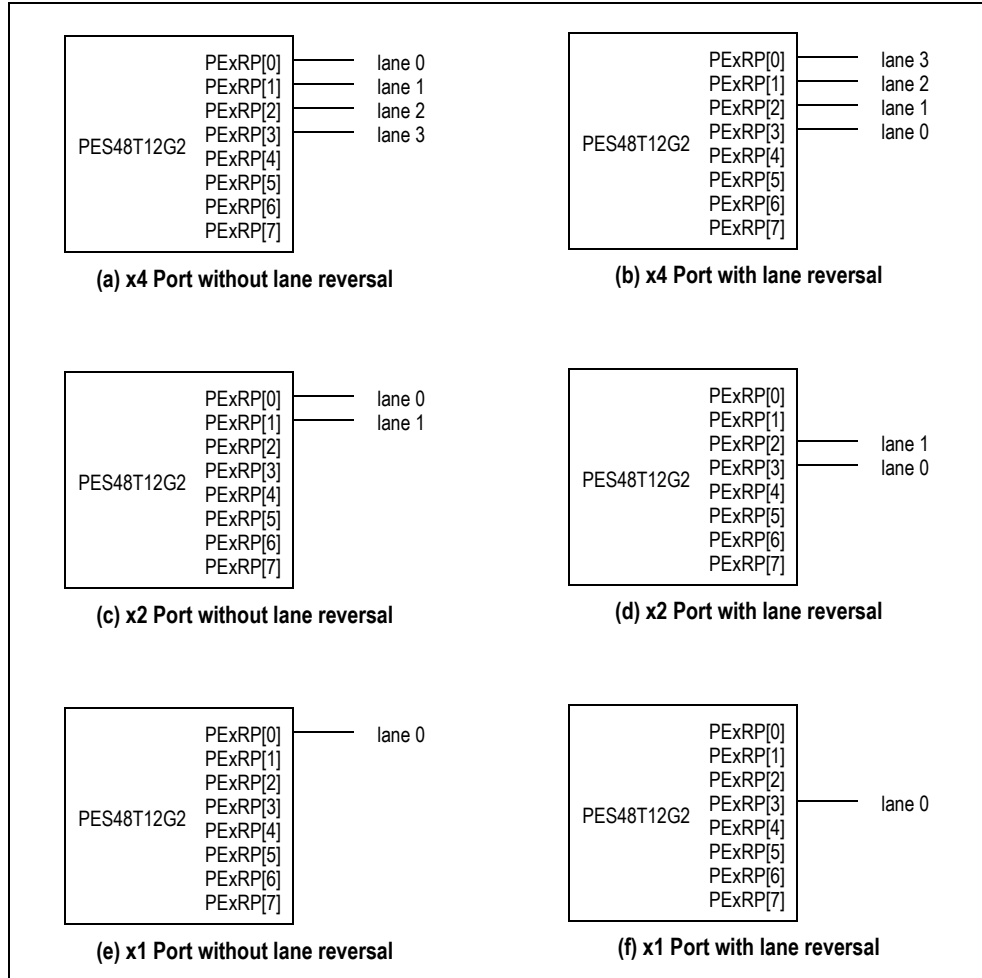 PExRP[0] lane 0
PExRP[1] lane 1
PExRP[2] lane 2
PExRP[3] lane 3
PES48T12G2
PExRP[4]
PExRP[5]
PExRP[6]
PExRP[7]
(a) x4 Port without lane reversal
PExRP[0] lane 3
PExRP[1] lane 2
PExRP[2] lane 1
PExRP[3] lane 0
PES48T12G2
PExRP[4]
PExRP[5]
PExRP[6]
PExRP[7]
(b) x4 Port with lane reversal
PExRP[0] lane 0
PExRP[1] lane 1
PExRP[2]
PExRP[3]
PES48T12G2
PExRP[4]
PExRP[5]
PExRP[6]
PExRP[7]
(c) x2 Port without lane reversal
PExRP[0]
PExRP[1]
PExRP[2] lane 1
PExRP[3] lane 0
PES48T12G2
PExRP[4]
PExRP[5]
PExRP[6]
PExRP[7]
(d) x2 Port with lane reversal
PExRP[0] lane 0
PExRP[1]
PExRP[2]
PExRP[3]
PES48T12G2
PExRP[4]
PExRP[5]
PExRP[6]
PExRP[7]
(e) x1 Port without lane reversal
PExRP[0]
PExRP[1]
PExRP[2]
PExRP[3] lane 0
PES48T12G2
PExRP[4]
PExRP[5]
PExRP[6]
PExRP[7]
(f) x1 Port with lane reversal